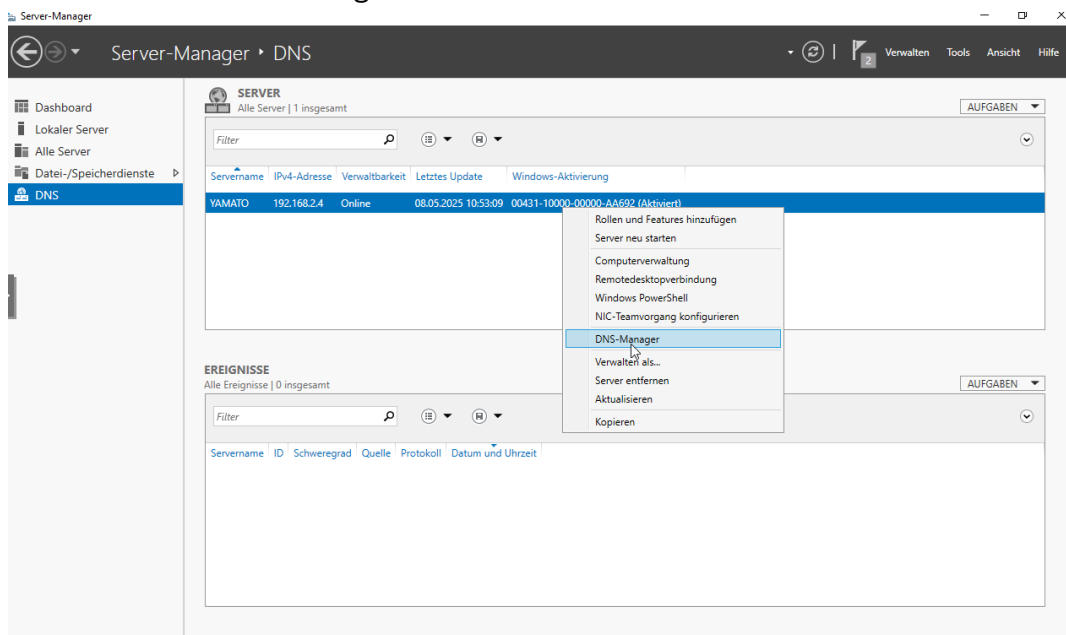 Server-Manager
Server-Manager • DNS
2
Verwalten Tools Ansicht Hilfe
Dashboard
Lokaler Server
Alle Server
Datei-/Speicherdienste
DNS
SERVER
Alle Server | 1 insgesamt
AUFGABEN
Filter
Servername IPv4-Adresse Verwaltbarkeit Letztes Update Windows-Aktivierung
YAMATO 192.168.2.4 Online 08.05.2025 10:53:09 00431-10000-00000-AA692 (Aktiviert)
Rollen und Features hinzufügen
Server neu starten
Computerverwaltung
Remotedesktopverbindung
Windows PowerShell
NIC-Teamvorgang konfigurieren
DNS-Manager
Verwalten als...
Server entfernen
Aktualisieren
Kopieren
EREIGNISSE
Alle Ereignisse | 0 insgesamt
AUFGABEN
Filter
Servername ID Schweregrad Quelle Protokoll Datum und Uhrzeit